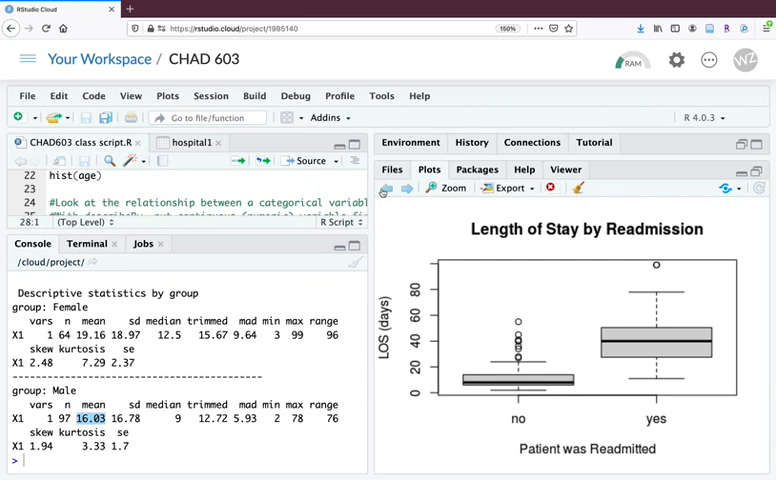 RStudio Cloud
https://rstudio.cloud/project/1985140
150%
Your Workspace / CHAD 603
RAM
WZ
File Edit Code View Plots Session Build Debug Profile Tools Help
Go to file/function
Addins
R 4.0.3
CHAD603 class script.R
hospital1
Source
22 hist(age)
23
24 #Look at the relationship between a categorical variabl
28:1 (Top Level)
R Script
Console Terminal Jobs
/cloud/project/
Descriptive statistics by group
group: Female
vars n mean sd median trimmed mad min max range
X1 1 64 19.16 18.97 12.5 15.67 9.64 3 99 96
skew kurtosis se
X1 2.48 7.29 2.37
------------------------------------------
group: Male
vars n mean sd median trimmed mad min max range
X1 1 97 16.03 16.78 9 12.72 5.93 2 78 76
skew kurtosis se
X1 1.94 3.33 1.7
>
Environment History Connections Tutorial
Files Plots Packages Help Viewer
Zoom Export
Length of Stay by Readmission
LOS (days)
80
60
40
20
0
no yes
Patient was Readmitted